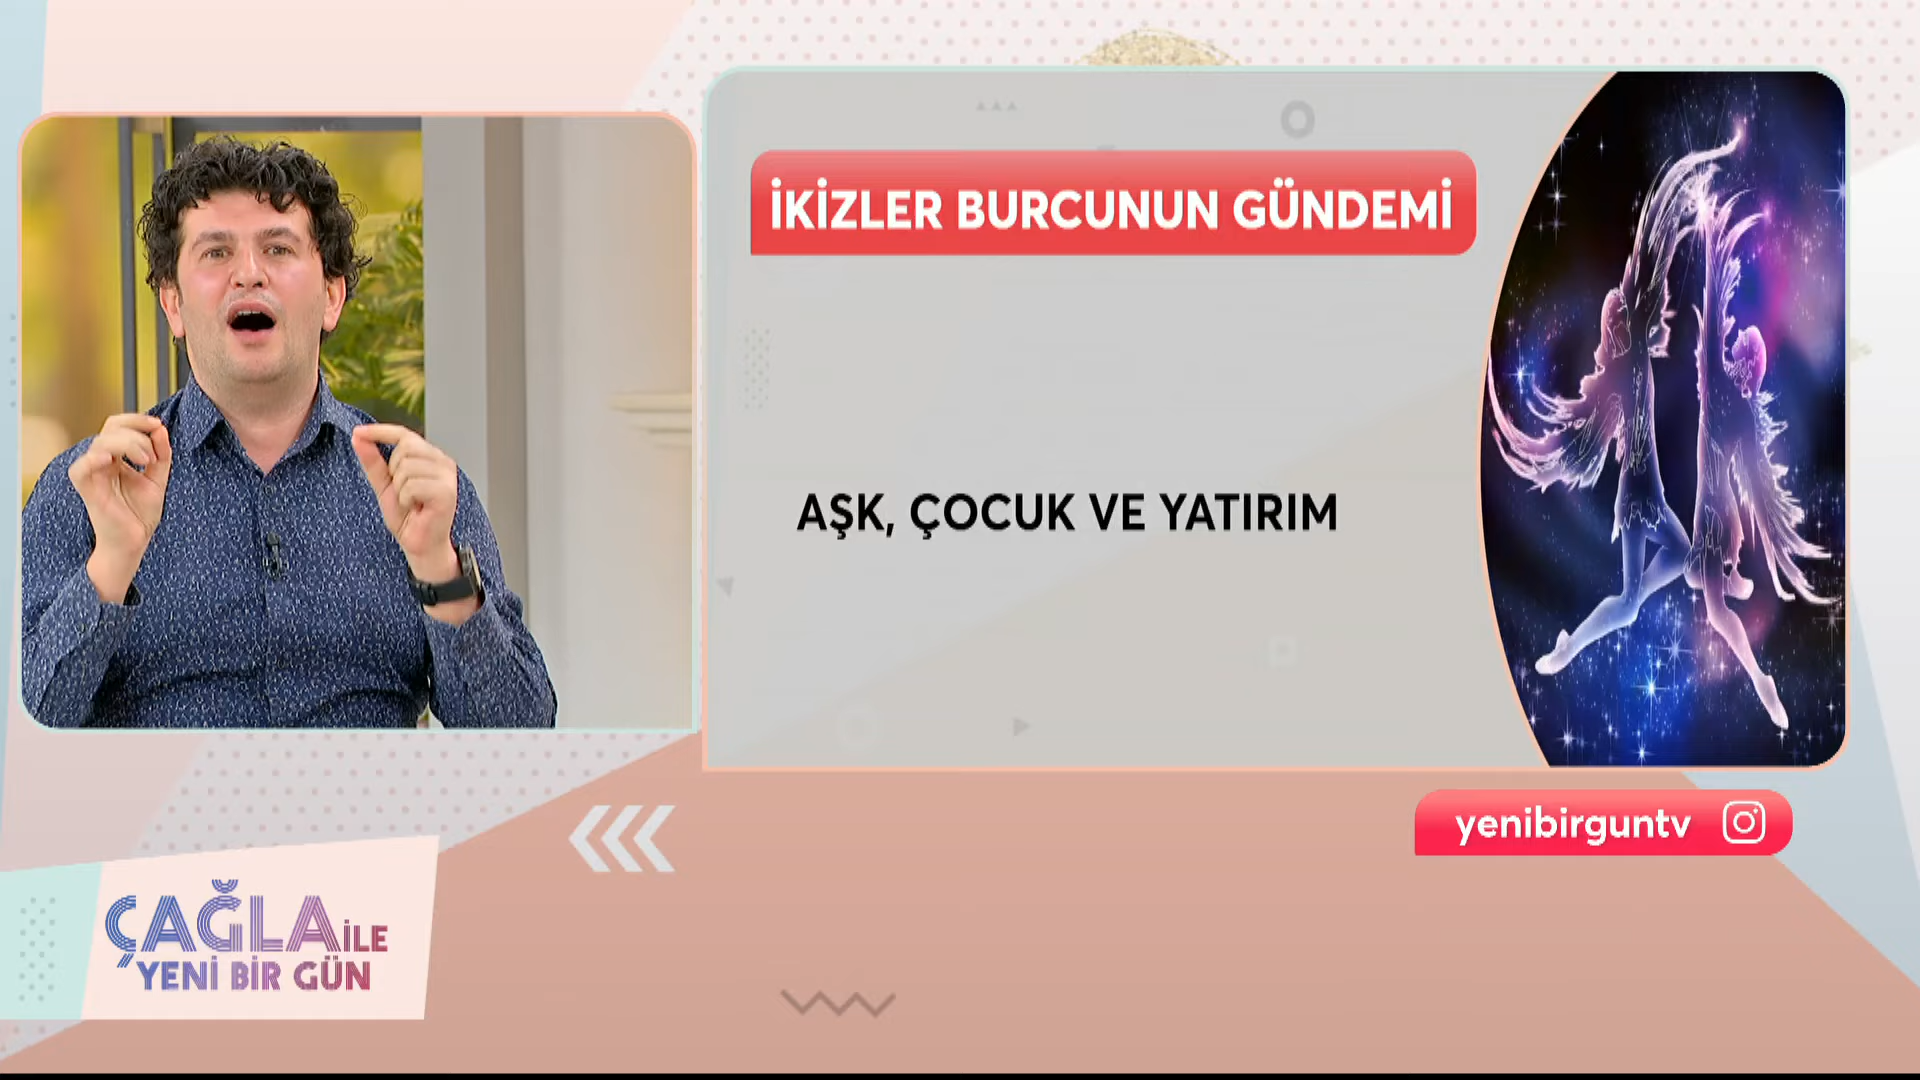 İKİZLER BURCUNUN GÜNDEMİ
AŞK, ÇOCUK VE YATIRIM
yenibirguntv
ÇAĞLA İLE
YENİ BİR GÜN